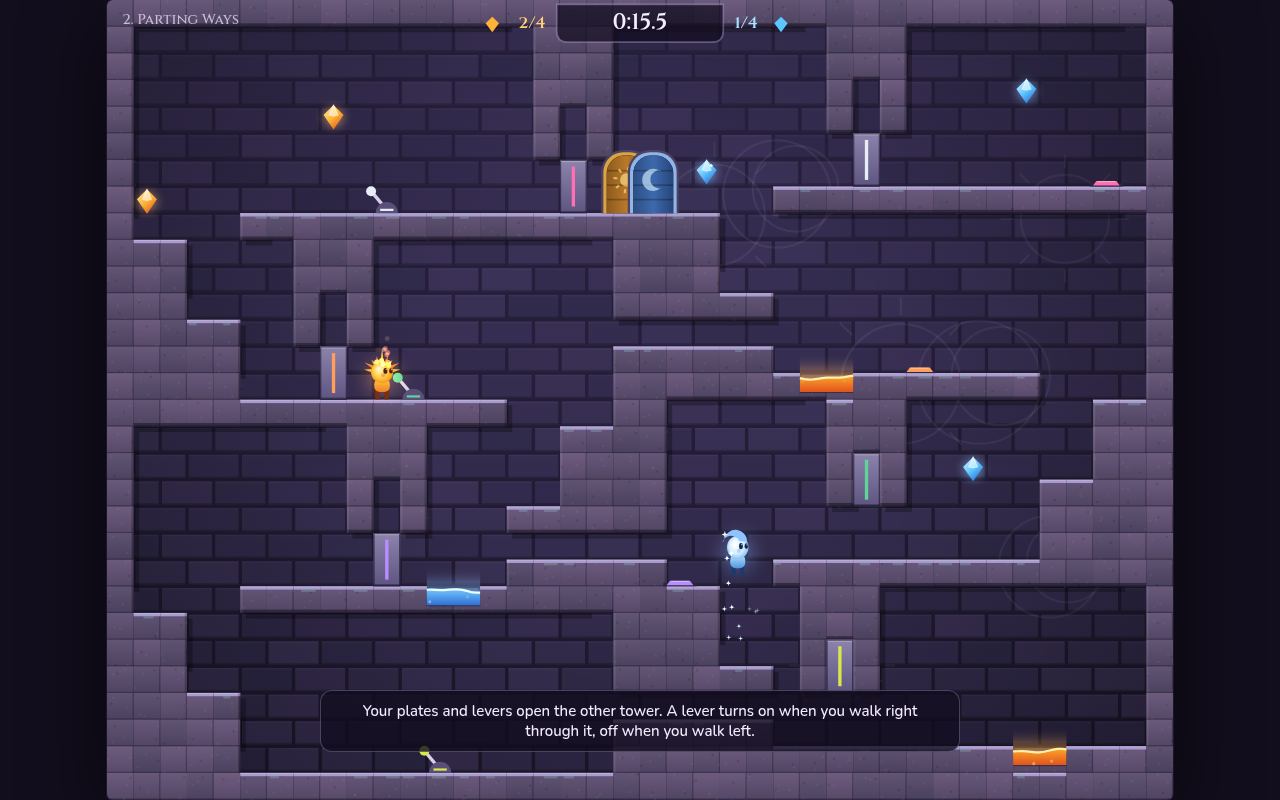 2. Parting Ways
2/4
0:15.5
1/4
Your plates and levers open the other tower. A lever turns on when you walk right
through it, off when you walk left.